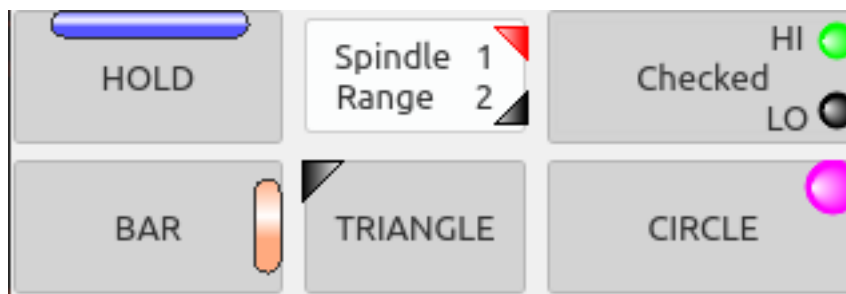 HOLD
Spindle 1
Range 2
HI
Checked
LO
BAR
TRIANGLE
CIRCLE